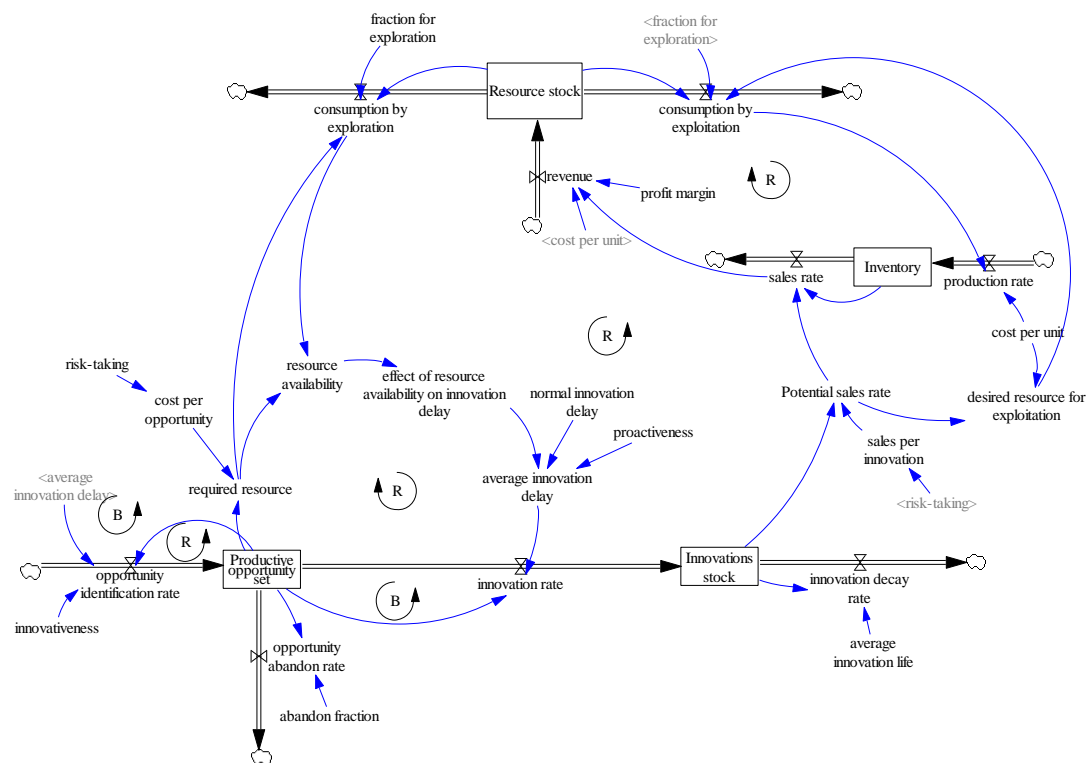 fraction for
exploration
<fraction for
exploration>
Resource stock
consumption by
exploration
consumption by
exploitation
revenue
R
profit margin
<cost per unit>
sales rate
Inventory
production rate
R
cost per unit
risk-taking
resource
availability
effect of resource
availability on innovation
delay
normal innovation
delay
Potential sales rate
desired resource for
exploitation
cost per
opportunity
proactiveness
sales per
innovation
<average
innovation delay>
required resource
R
average innovation
delay
<risk-taking>
B
R
Productive
opportunity
set
opportunity
identification rate
innovation rate
Innovations
stock
innovation decay
rate
B
innovativeness
opportunity
abandon rate
average
innovation life
abandon fraction